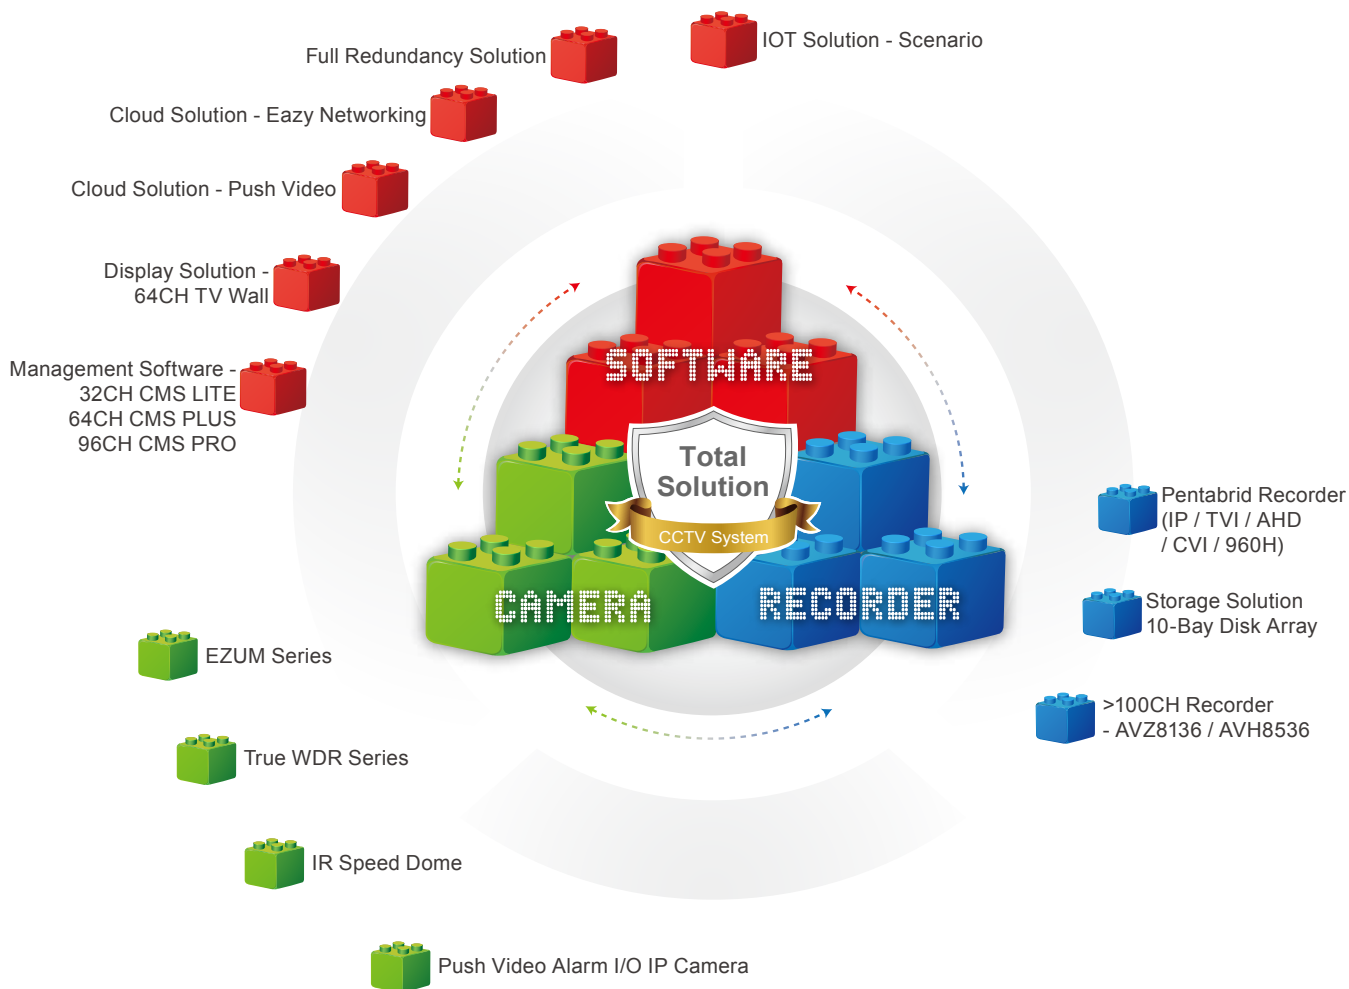 IOT Solution - Scenario
Full Redundancy Solution
Cloud Solution - Eazy Networking
Cloud Solution - Push Video
Display Solution -
64CH TV Wall
Management Software -
32CH CMS LITE
64CH CMS PLUS
96CH CMS PRO
SOFTWARE
Total
Solution
CCTV System
CAMERA
RECORDER
Pentabrid Recorder
(IP / TVI / AHD
/ CVI / 960H)
Storage Solution
10-Bay Disk Array
>100CH Recorder
- AVZ8136 / AVH8536
EZUM Series
True WDR Series
IR Speed Dome
Push Video Alarm I/O IP Camera